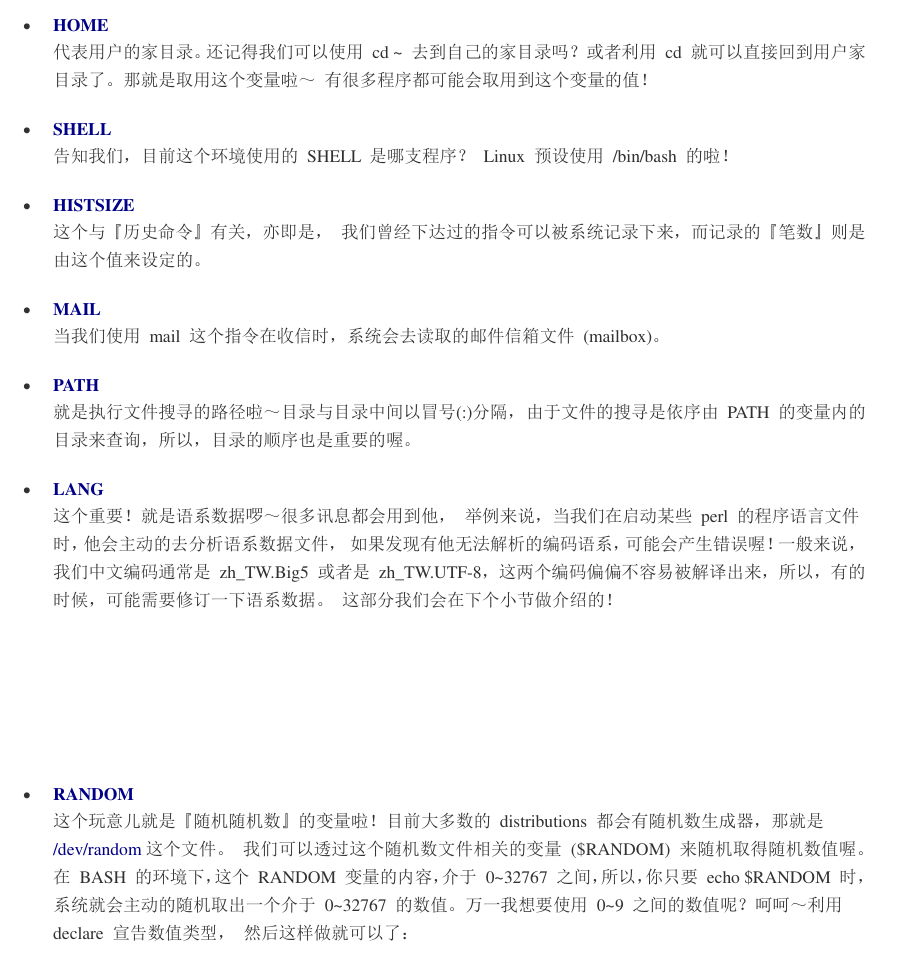 • HOME
代表用户的家目录。还记得我们可以使用 cd ~ 去到自己的家目录吗？或者利用 cd 就可以直接回到用户家
目录了。那就是取用这个变量啦～ 有很多程序都可能会取用到这个变量的值！
• SHELL
告知我们，目前这个环境使用的 SHELL 是哪支程序？ Linux 预设使用 /bin/bash 的啦！
• HISTSIZE
这个与『历史命令』有关，亦即是， 我们曾经下达过的指令可以被系统记录下来，而记录的『笔数』则是
由这个值来设定的。
• MAIL
当我们使用 mail 这个指令在收信时，系统会去读取的邮件信箱文件 (mailbox)。
• PATH
就是执行文件搜寻的路径啦～目录与目录中间以冒号(:)分隔，由于文件的搜寻是依序由 PATH 的变量内的
目录来查询，所以，目录的顺序也是重要的喔。
• LANG
这个重要！就是语系数据啰～很多讯息都会用到他， 举例来说，当我们在启动某些 perl 的程序语言文件
时，他会主动的去分析语系数据文件， 如果发现有他无法解析的编码语系，可能会产生错误喔！一般来说，
我们中文编码通常是 zh_TW.Big5 或者是 zh_TW.UTF-8，这两个编码偏偏不容易被解译出来，所以，有的
时候，可能需要修订一下语系数据。 这部分我们会在下个小节做介绍的！
• RANDOM
这个玩意儿就是『随机随机数』的变量啦！目前大多数的 distributions 都会有随机数生成器，那就是
/dev/random 这个文件。 我们可以透过这个随机数文件相关的变量 ($RANDOM) 来随机取得随机数值喔。
在 BASH 的环境下，这个 RANDOM 变量的内容，介于 0~32767 之间，所以，你只要 echo $RANDOM 时，
系统就会主动的随机取出一个介于 0~32767 的数值。万一我想要使用 0~9 之间的数值呢？呵呵～利用
declare 宣告数值类型， 然后这样做就可以了：